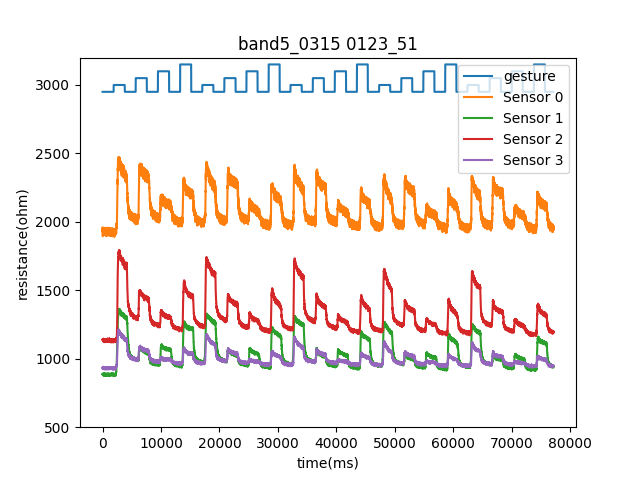 band5_0315 0123_51
resistance(ohm)
3000
2500
2000
1500
1000
500
gesture
Sensor 0
Sensor 1
Sensor 2
Sensor 3
0 10000 20000 30000 40000 50000 60000 70000 80000
time(ms)